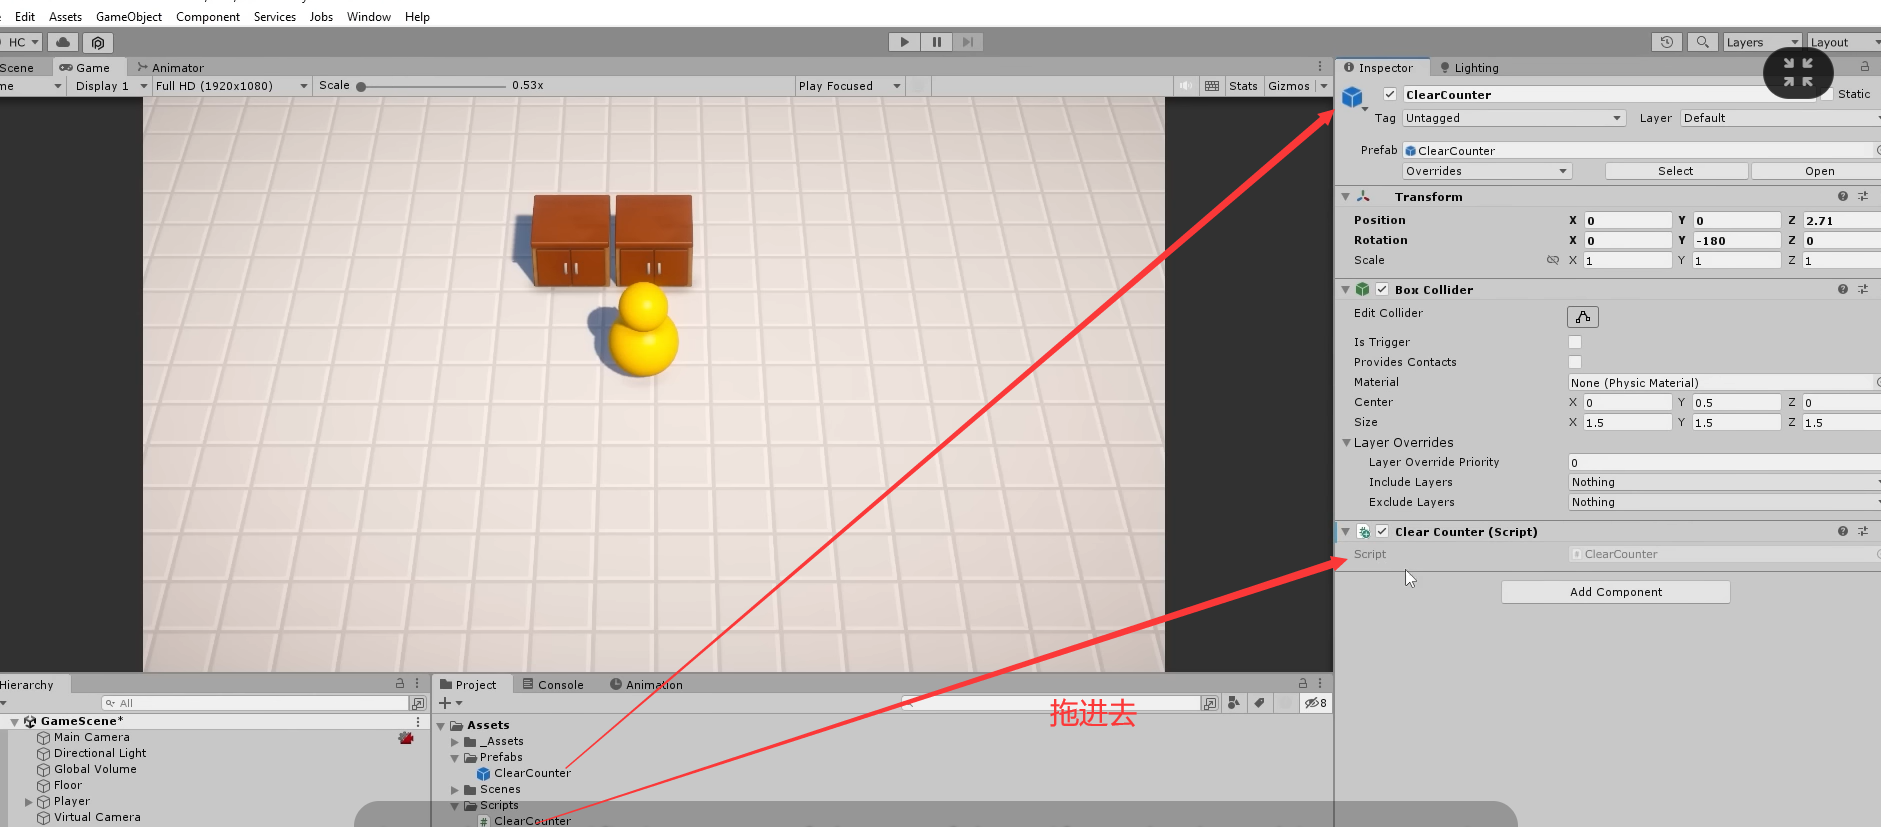 Edit Assets GameObject Component Services Jobs Window Help
HC Layers Layout
Scene Game Animator Inspector Lighting
Display 1 Full HD (1920x1080) Scale 0.53x Play Focused Stats Gizmos
ClearCounter Static
Tag Untagged Layer Default
Prefab ClearCounter
Overrides Select Open
Transform
Position X 0 Y 0 Z 2.71
Rotation X 0 Y -180 Z 0
Scale X 1 Y 1 Z 1
Box Collider
Edit Collider
Is Trigger
Provides Contacts
Material None (Physic Material)
Center X 0 Y 0.5 Z 0
Size X 1.5 Y 1.5 Z 1.5
Layer Overrides
Layer Override Priority 0
Include Layers Nothing
Exclude Layers Nothing
Clear Counter (Script)
Script ClearCounter
Add Component
Hierarchy
All
GameScene*
Main Camera
Directional Light
Global Volume
Floor
Player
Virtual Camera
Project Console Animation
8
拖进去
Assets
_Assets
Prefabs
ClearCounter
Scenes
Scripts
ClearCounter